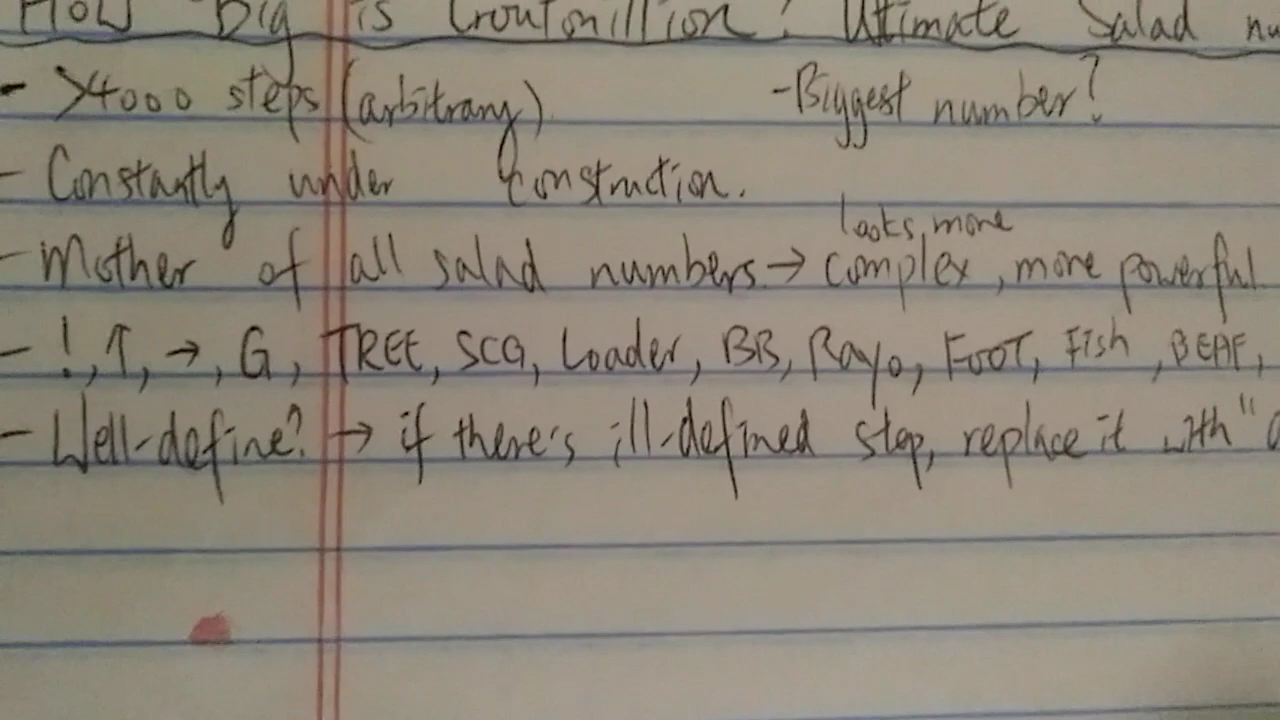 How Big is Croutonillion? Ultimate Salad nu
- >4000 steps (arbitrary) -Biggest number?
- Constantly under construction.
looks, more
- Mother of all salad numbers. → complex, more powerful
- !, ↑, →, G, TREE, SCG, Loader, BB, Rayo, FOOT, Fish, BEAF,
- Well-define? → if there's ill-defined step, replace it with "